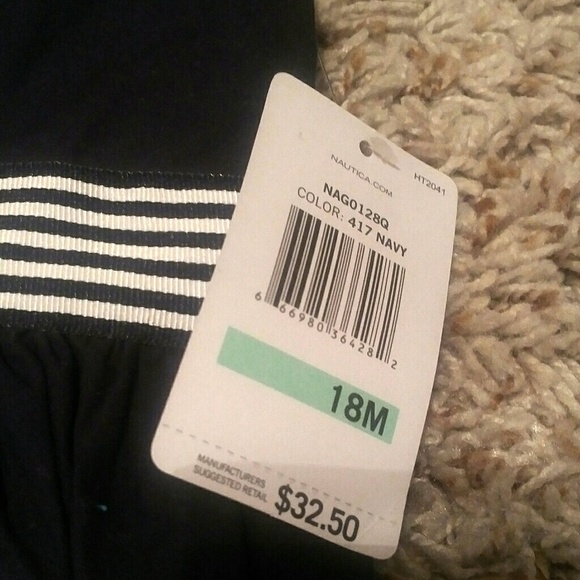 NAUTICA.COM
HT2041
NAG0128Q
COLOR: 417 NAVY
6 66980 36428 2
18M
MANUFACTURERS
SUGGESTED RETAIL $32.50